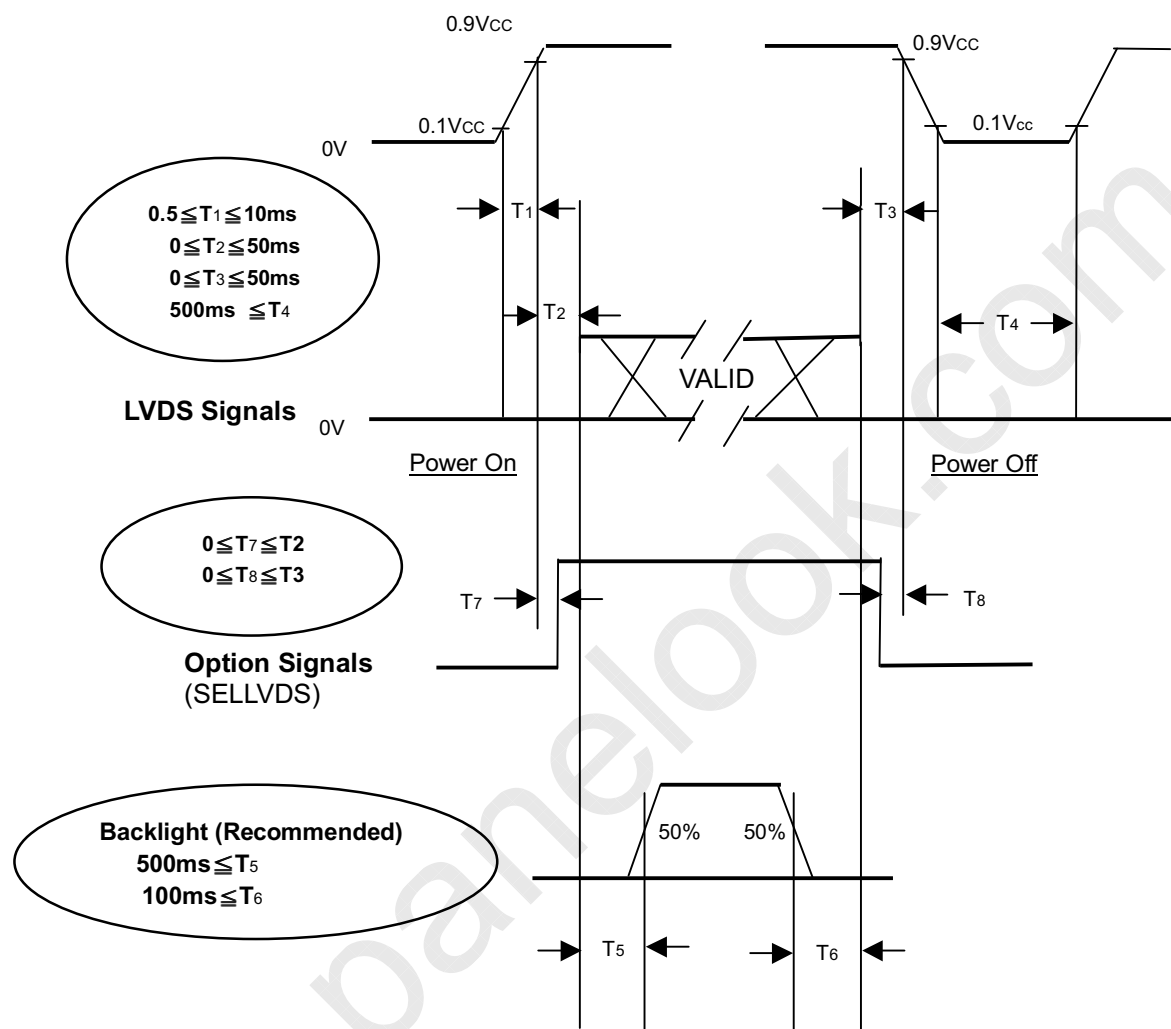 0.9VCC
0.9VCC
0.1VCC
0.1Vcc
0V
0.5≦T1≦10ms
0≦T2≦50ms
0≦T3≦50ms
500ms ≦T4
T1
T3
T2
T4
VALID
LVDS Signals
0V
Power On
Power Off
0≦T7≦T2
0≦T8≦T3
T7
T8
Option Signals
(SELLVDS)
Backlight (Recommended)
500ms≦T5
100ms≦T6
50%
50%
T5
T6
panelook.com